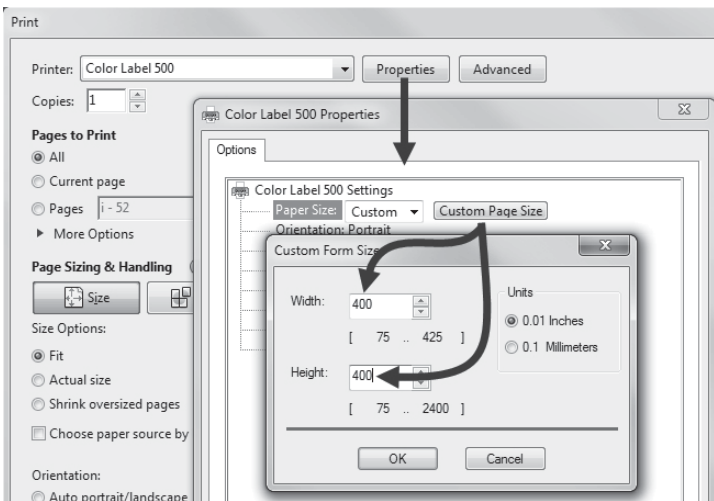 Print
Printer: Color Label 500 Properties Advanced
Copies: 1
Pages to Print
All
Current page
Pages i - 52
More Options
Page Sizing & Handling
Size
Size Options:
Fit
Actual size
Shrink oversized pages
Choose paper source by
Orientation:
Auto portrait/landscape
Color Label 500 Properties
Options
Color Label 500 Settings
Paper Size: Custom Custom Page Size
Orientation: Portrait
Custom Form Size
Width: 400
[ 75 .. 425 ]
Height: 400
[ 75 .. 2400 ]
Units
0.01 Inches
0.1 Millimeters
OK Cancel